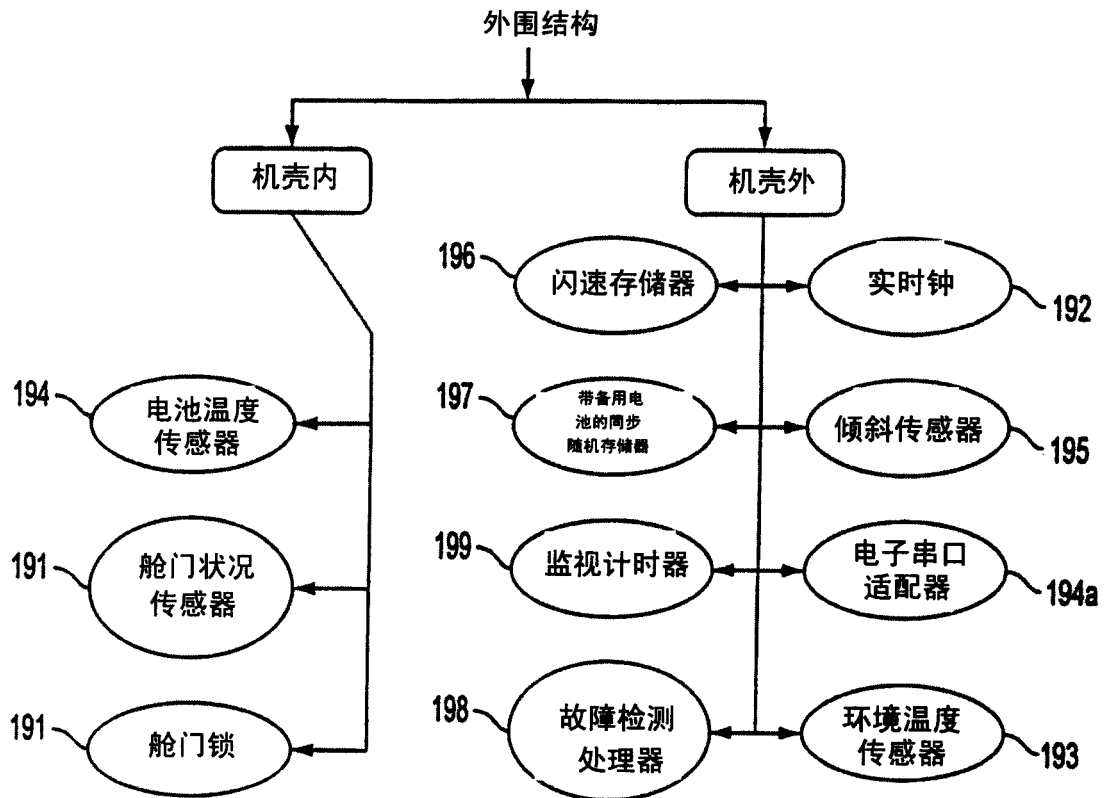 外围结构
机壳内
机壳外
196
闪速存储器
实时钟
192
194
电池温度
传感器
197
带备用电
池的同步
随机存储器
倾斜传感器
195
191
舱门状况
传感器
199
监视计时器
电子串口
适配器
194a
191
舱门锁
198
故障检测
处理器
环境温度
传感器
193